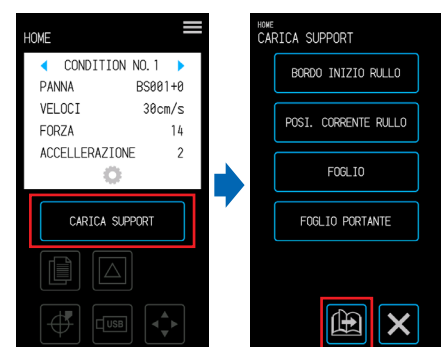 HOME
CONDITION NO.1
PANNA BS001+0
VELOCI 30cm/s
FORZA 14
ACCELLERAZIONE 2
CARICA SUPPORT
USB
HOME
CARICA SUPPORT
BORDO INIZIO RULLO
POSI. CORRENTE RULLO
FOGLIO
FOGLIO PORTANTE